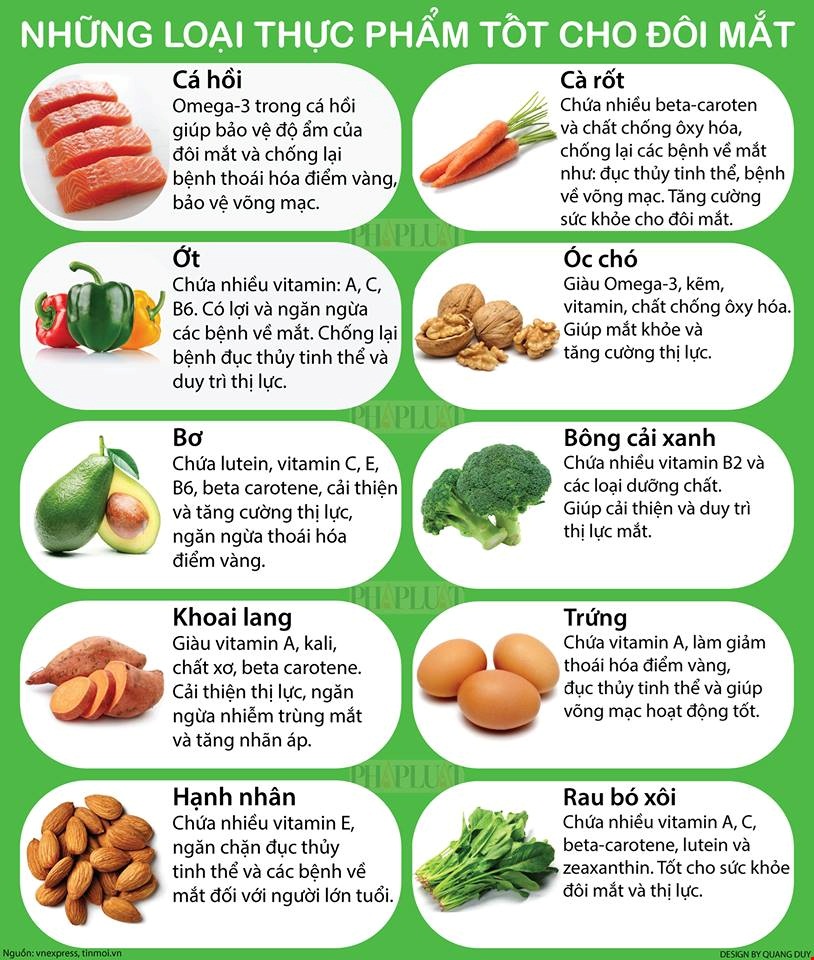 NHỮNG LOẠI THỰC PHẨM TỐT CHO ĐÔI MẮT
Cá hồi
Omega-3 trong cá hồi
giúp bảo vệ độ ẩm của
đôi mắt và chống lại
bệnh thoái hóa điểm vàng,
bảo vệ võng mạc.
Cà rốt
Chứa nhiều beta-caroten
và chất chống ôxy hóa,
chống lại các bệnh về mắt
như: đục thủy tinh thể, bệnh
về võng mạc. Tăng cường
sức khỏe cho đôi mắt.
PHÁPLUẬT
Ớt
Chứa nhiều vitamin: A, C,
B6. Có lợi và ngăn ngừa
các bệnh về mắt. Chống lại
bệnh đục thủy tinh thể và
duy trì thị lực.
Óc chó
Giàu Omega-3, kẽm,
vitamin, chất chống ôxy hóa.
Giúp mắt khỏe và
tăng cường thị lực.
PHÁPLUẬT
Bơ
Chứa lutein, vitamin C, E,
B6, beta carotene, cải thiện
và tăng cường thị lực,
ngăn ngừa thoái hóa
điểm vàng.
Bông cải xanh
Chứa nhiều vitamin B2 và
các loại dưỡng chất.
Giúp cải thiện và duy trì
thị lực mắt.
PHÁPLUẬT
Khoai lang
Giàu vitamin A, kali,
chất xơ, beta carotene.
Cải thiện thị lực, ngăn
ngừa nhiễm trùng mắt
và tăng nhãn áp.
Trứng
Chứa vitamin A, làm giảm
thoái hóa điểm vàng,
đục thủy tinh thể và giúp
võng mạc hoạt động tốt.
PHÁPLUẬT
Hạnh nhân
Chứa nhiều vitamin E,
ngăn chặn đục thủy
tinh thể và các bệnh về
mắt đối với người lớn tuổi.
Rau bó xôi
Chứa nhiều vitamin A, C,
beta-carotene, lutein và
zeaxanthin. Tốt cho sức khỏe
đôi mắt và thị lực.
Nguồn: vnexpress, tinmoi.vn
DESIGN BY QUANG DUY